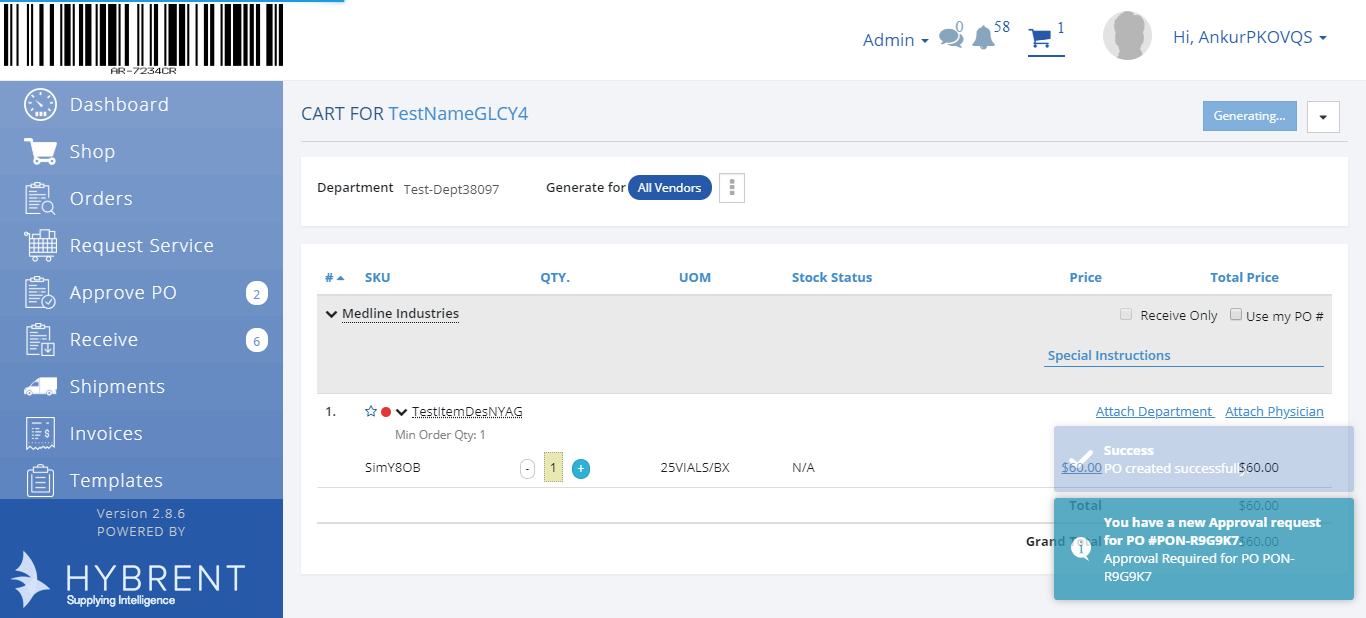 AR-7234CR
Admin
0
58
1
Hi, AnkurPKOVQS
Dashboard
Shop
Orders
Request Service
Approve PO 2
Receive 6
Shipments
Invoices
Templates
Version 2.8.6
POWERED BY
HYBRENT
Supplying Intelligence
CART FOR TestNameGLCY4
Generating...
Department Test-Dept38097 Generate for All Vendors
# SKU QTY. UOM Stock Status Price Total Price
Medline Industries Receive Only Use my PO #
Special Instructions
1. TestItemDesNYAG Attach Department Attach Physician
Min Order Qty: 1
SimY8OB - 1 + 25VIALS/BX N/A $60.00 $60.00
Total $60.00
Grand Total $60.00
Success
PO created successfully
You have a new Approval request
for PO #PON-R9G9K7.
Approval Required for PO PON-
R9G9K7